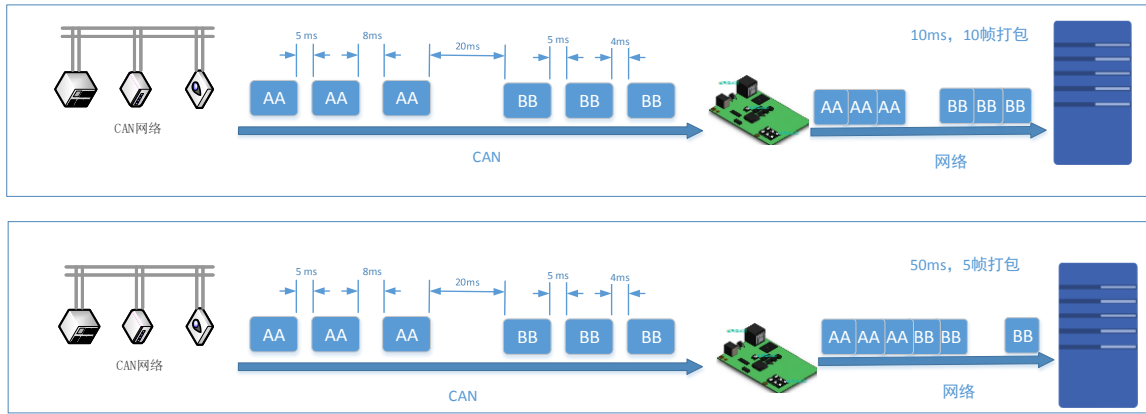 5 ms
8ms
20ms
5 ms
4ms
10ms，10帧打包
AA
AA
AA
BB
BB
BB
AA AA AA
BB BB BB
CAN网络
CAN
网络
5 ms
8ms
20ms
5 ms
4ms
50ms，5帧打包
AA
AA
AA
BB
BB
BB
AA AA AA BB BB
BB
CAN网络
CAN
网络